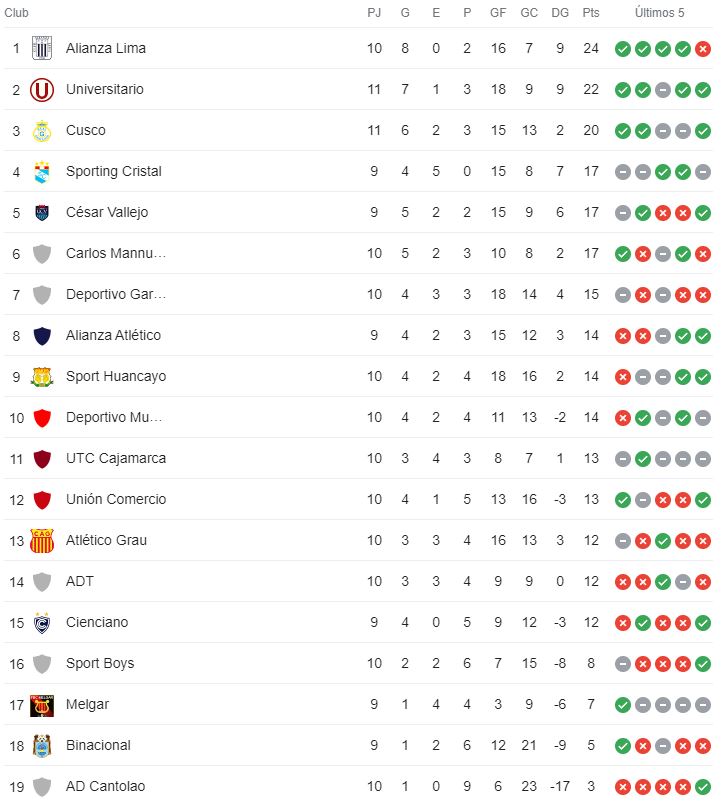 Club PJ G E P GF GC DG Pts Últimos 5
1 Alianza Lima 10 8 0 2 16 7 9 24
2 Universitario 11 7 1 3 18 9 9 22
3 Cusco 11 6 2 3 15 13 2 20
4 Sporting Cristal 9 4 5 0 15 8 7 17
5 César Vallejo 9 5 2 2 15 9 6 17
6 Carlos Mannu... 10 5 2 3 10 8 2 17
7 Deportivo Gar... 10 4 3 3 18 14 4 15
8 Alianza Atlético 9 4 2 3 15 12 3 14
9 Sport Huancayo 10 4 2 4 18 16 2 14
10 Deportivo Mu... 10 4 2 4 11 13 -2 14
11 UTC Cajamarca 10 3 4 3 8 7 1 13
12 Unión Comercio 10 4 1 5 13 16 -3 13
13 Atlético Grau 10 3 3 4 16 13 3 12
14 ADT 10 3 3 4 9 9 0 12
15 Cienciano 9 4 0 5 9 12 -3 12
16 Sport Boys 10 2 2 6 7 15 -8 8
17 Melgar 9 1 4 4 3 9 -6 7
18 Binacional 9 1 2 6 12 21 -9 5
19 AD Cantolao 10 1 0 9 6 23 -17 3